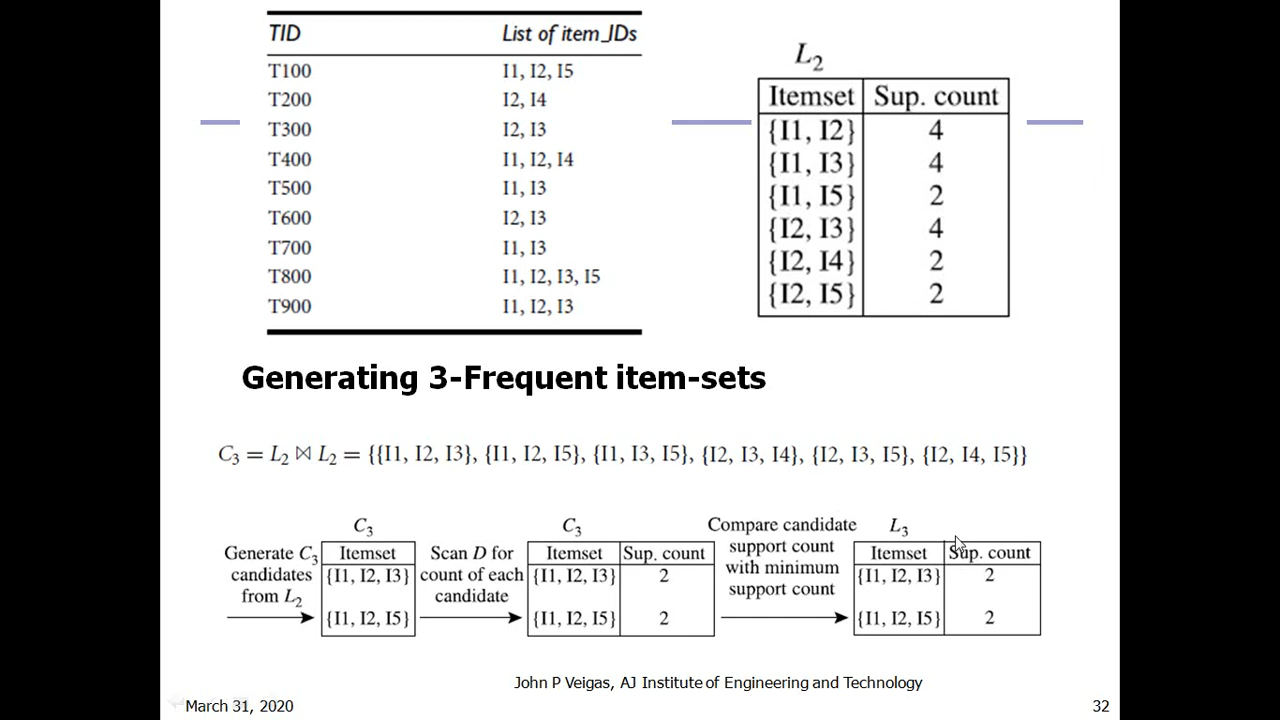 TID List of item_IDs
T100 I1, I2, I5
T200 I2, I4
T300 I2, I3
T400 I1, I2, I4
T500 I1, I3
T600 I2, I3
T700 I1, I3
T800 I1, I2, I3, I5
T900 I1, I2, I3
L2
Itemset Sup. count
{I1, I2} 4
{I1, I3} 4
{I1, I5} 2
{I2, I3} 4
{I2, I4} 2
{I2, I5} 2
Generating 3-Frequent item-sets
C3 = L2 ⋈ L2 = {{I1, I2, I3}, {I1, I2, I5}, {I1, I3, I5}, {I2, I3, I4}, {I2, I3, I5}, {I2, I4, I5}}
Generate C3
candidates
from L2
C3
Itemset
{I1, I2, I3}
{I1, I2, I5}
Scan D for
count of each
candidate
C3
Itemset Sup. count
{I1, I2, I3} 2
{I1, I2, I5} 2
Compare candidate
support count
with minimum
support count
L3
Itemset Sup. count
{I1, I2, I3} 2
{I1, I2, I5} 2
John P Veigas, AJ Institute of Engineering and Technology
March 31, 2020 32